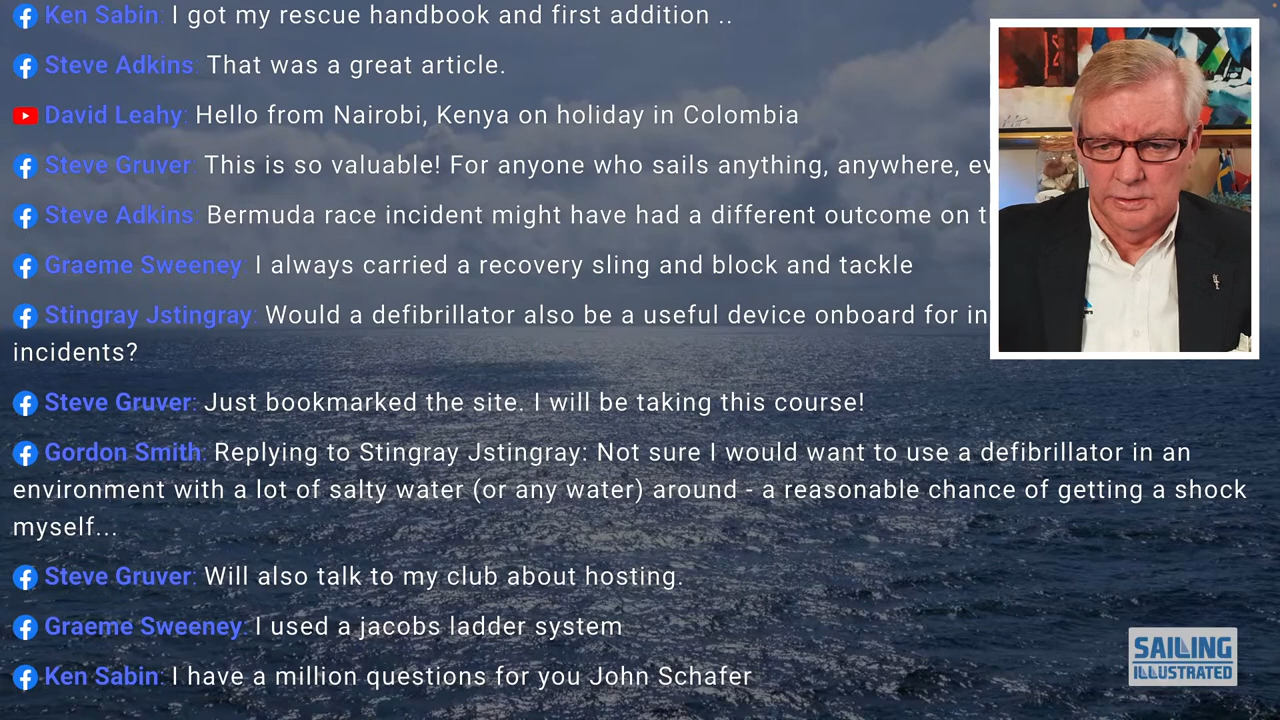 Ken Sabin: I got my rescue handbook and first addition ..
Steve Adkins: That was a great article.
David Leahy: Hello from Nairobi, Kenya on holiday in Colombia
Steve Gruver: This is so valuable! For anyone who sails anything, anywhere,
Steve Adkins: Bermuda race incident might have had a different outcome on
Graeme Sweeney: I always carried a recovery sling and block and tackle
Stingray Jstingray: Would a defibrillator also be a useful device onboard for
incidents?
Steve Gruver: Just bookmarked the site. I will be taking this course!
Gordon Smith: Replying to Stingray Jstingray: Not sure I would want to use a defibrillator in an
environment with a lot of salty water (or any water) around - a reasonable chance of getting a shock
myself...
Steve Gruver: Will also talk to my club about hosting.
Graeme Sweeney: I used a jacobs ladder system
Ken Sabin: I have a million questions for you John Schafer
SAILING
ILLUSTRATED